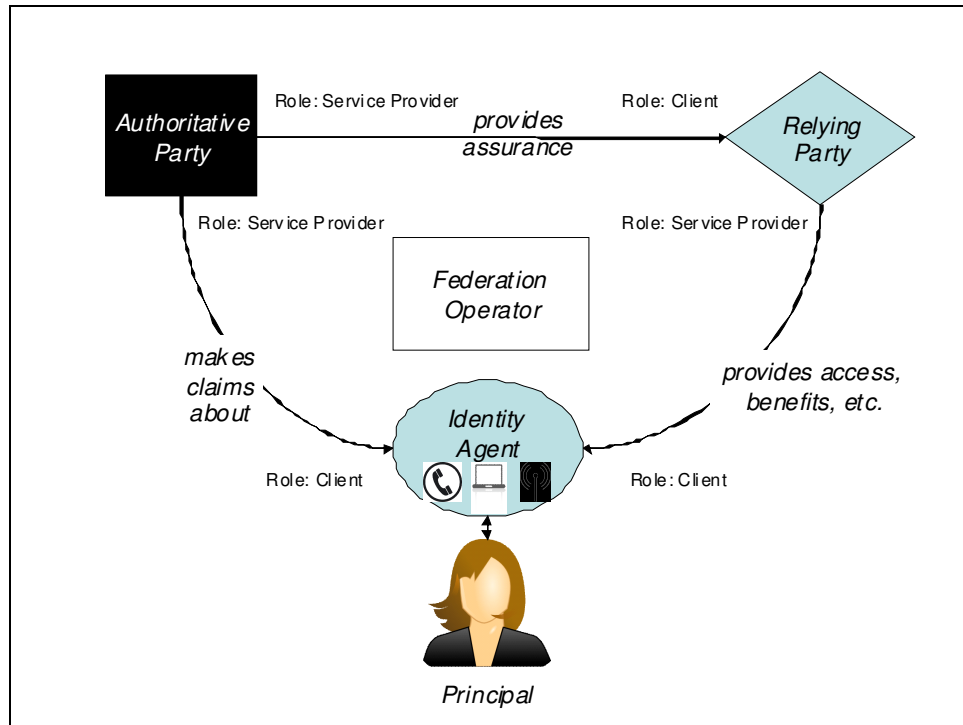 Role: Service Provider
Role: Client
Authoritative
Party
provides
assurance
Relying
Party
Role: Service Provider
Role: Service Provider
Federation
Operator
makes
claims
about
provides access,
benefits, etc.
Identity
Agent
Role: Client
Role: Client
Principal